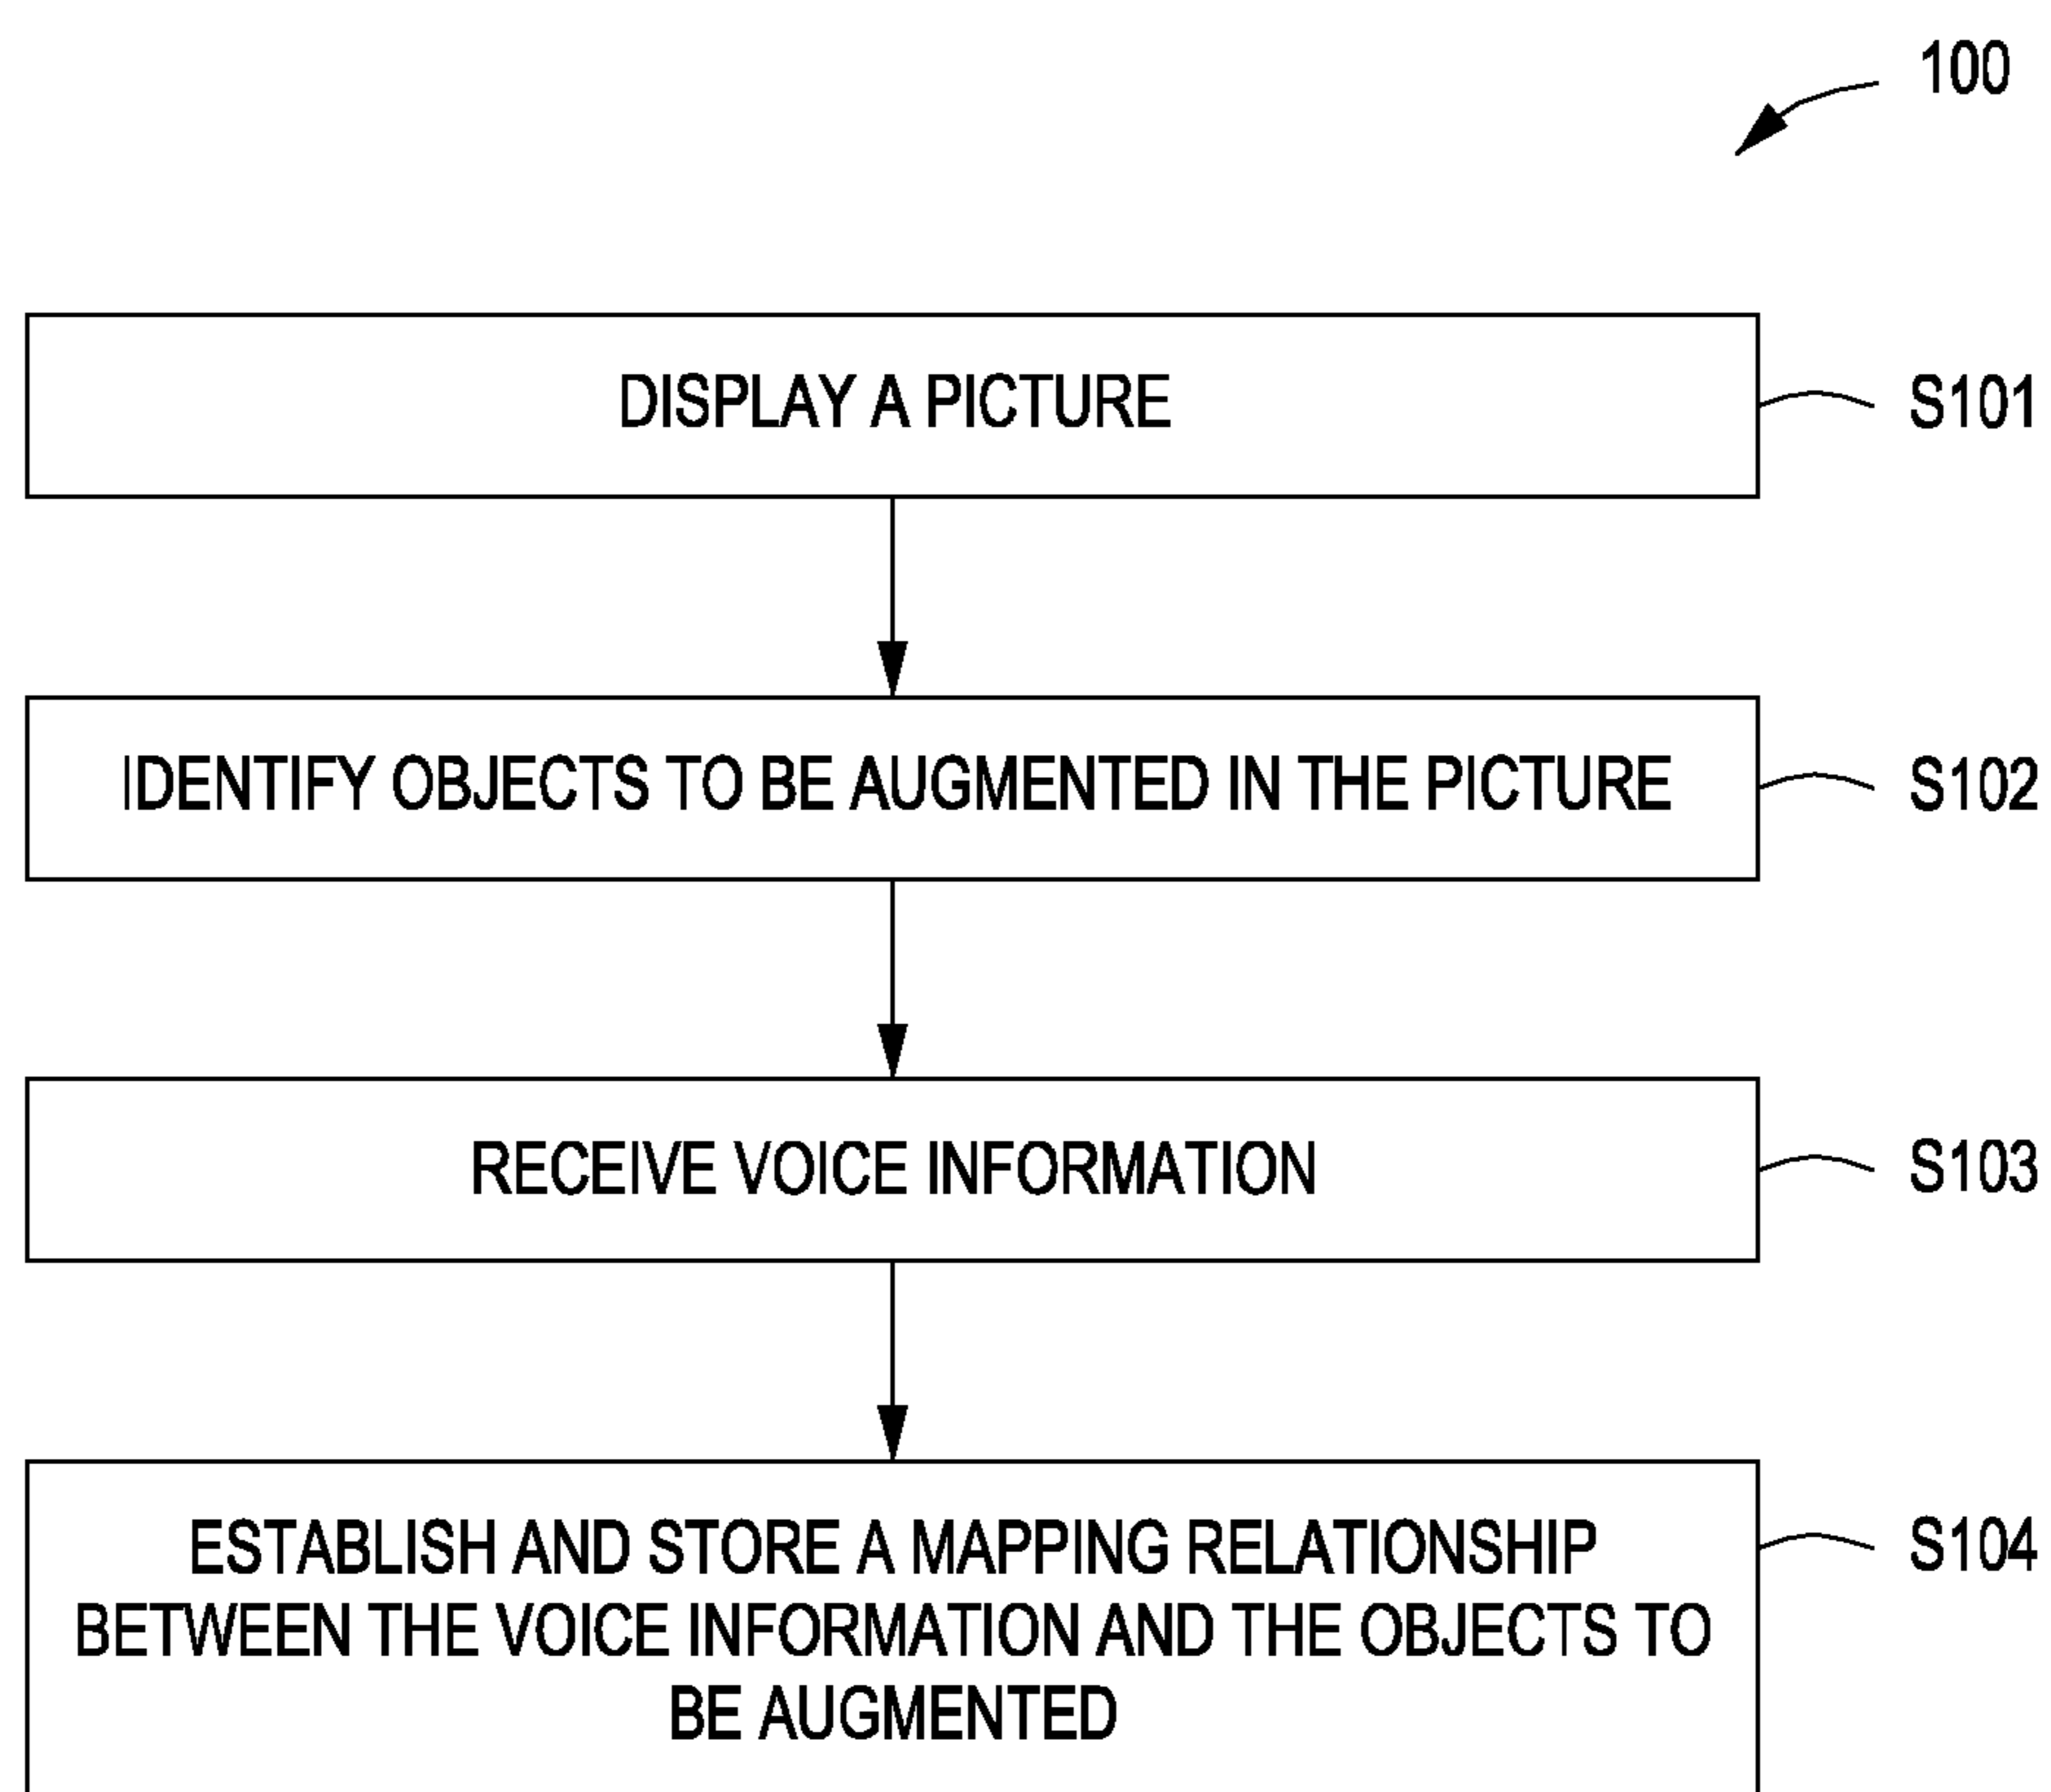 100
DISPLAY A PICTURE
S101
IDENTIFY OBJECTS TO BE AUGMENTED IN THE PICTURE
S102
RECEIVE VOICE INFORMATION
S103
ESTABLISH AND STORE A MAPPING RELATIONSHIP
BETWEEN THE VOICE INFORMATION AND THE OBJECTS TO
BE AUGMENTED
S104